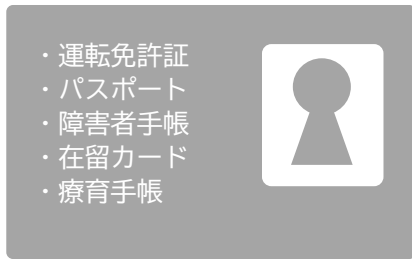 ・運転免許証
・パスポート
・障害者手帳
・在留カード
・療育手帳